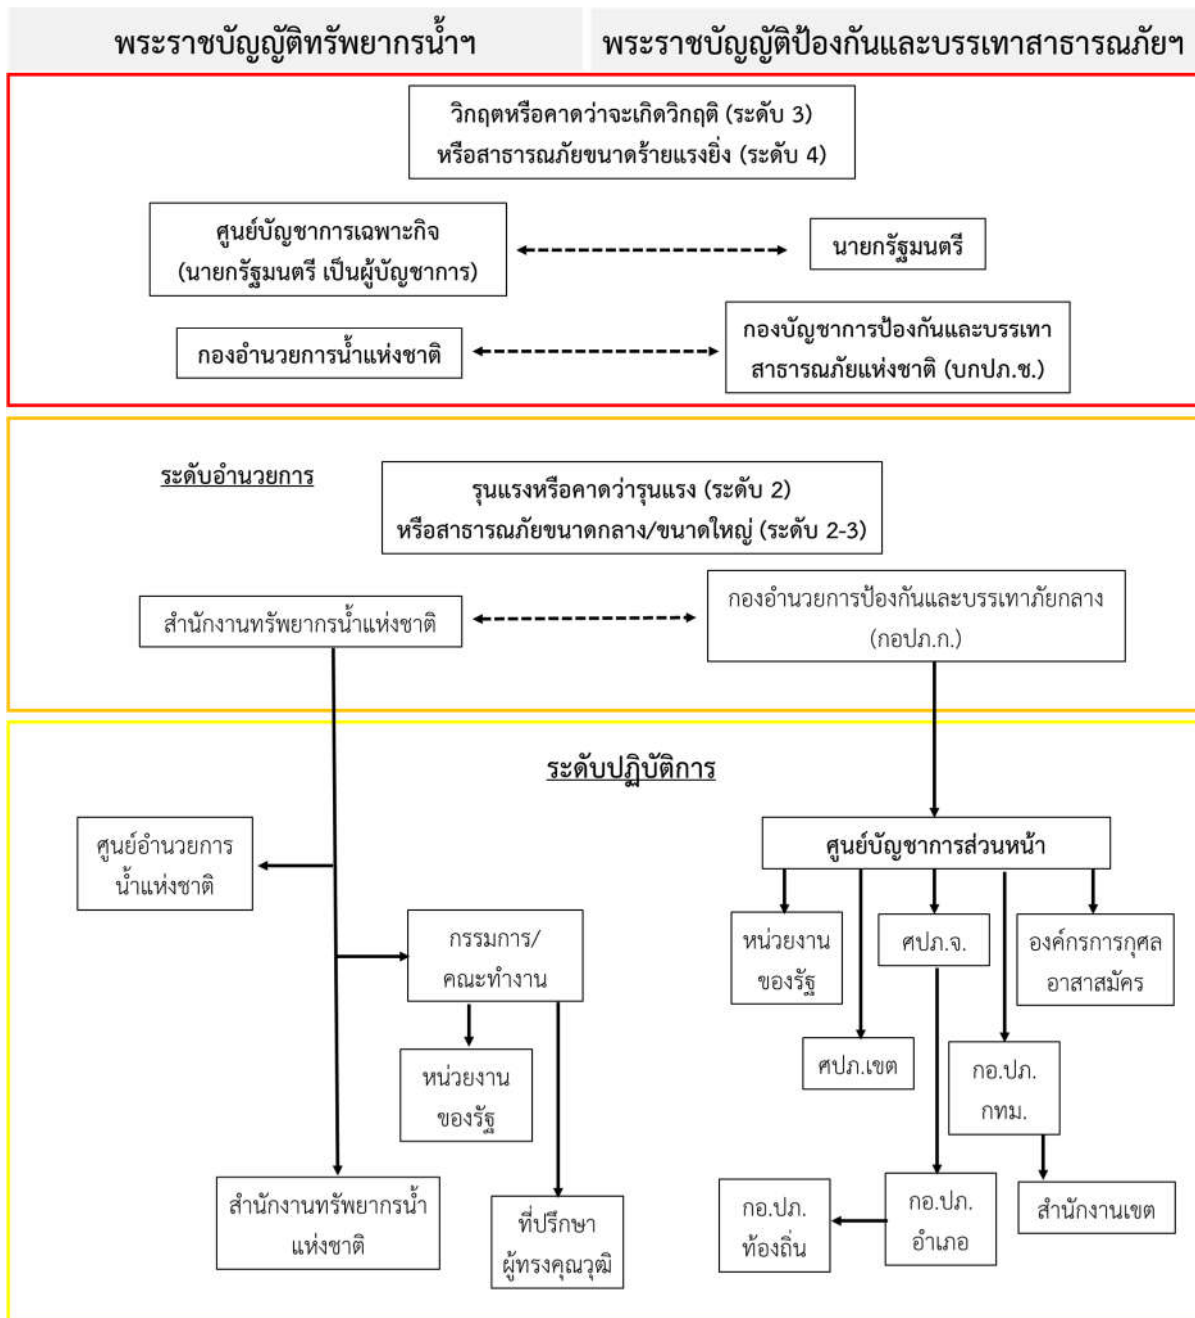 พระราชบัญญัติทรัพยากรน้ำฯ
พระราชบัญญัติป้องกันและบรรเทาสาธารณภัยฯ
วิกฤตหรือคาดว่าจะเกิดวิกฤติ (ระดับ 3)
หรือสาธารณภัยขนาดร้ายแรงยิ่ง (ระดับ 4)
ศูนย์บัญชาการเฉพาะกิจ
(นายกรัฐมนตรี เป็นผู้บัญชาการ)
นายกรัฐมนตรี
กองอำนวยการน้ำแห่งชาติ
กองบัญชาการป้องกันและบรรเทา
สาธารณภัยแห่งชาติ (บกปภ.ช.)
ระดับอำนวยการ
รุนแรงหรือคาดว่ารุนแรง (ระดับ 2)
หรือสาธารณภัยขนาดกลาง/ขนาดใหญ่ (ระดับ 2-3)
สำนักงานทรัพยากรน้ำแห่งชาติ
กองอำนวยการป้องกันและบรรเทาภัยกลาง
(กอปภ.ก.)
ระดับปฏิบัติการ
ศูนย์อำนวยการ
น้ำแห่งชาติ
กรรมการ/
คณะทำงาน
หน่วยงาน
ของรัฐ
สำนักงานทรัพยากรน้ำ
แห่งชาติ
ที่ปรึกษา
ผู้ทรงคุณวุฒิ
ศูนย์บัญชาการส่วนหน้า
หน่วยงาน
ของรัฐ
ศปภ.จ.
องค์กรการกุศล
อาสาสมัคร
ศปภ.เขต
กอ.ปภ.
กทม.
กอ.ปภ.
ท้องถิ่น
กอ.ปภ.
อำเภอ
สำนักงานเขต